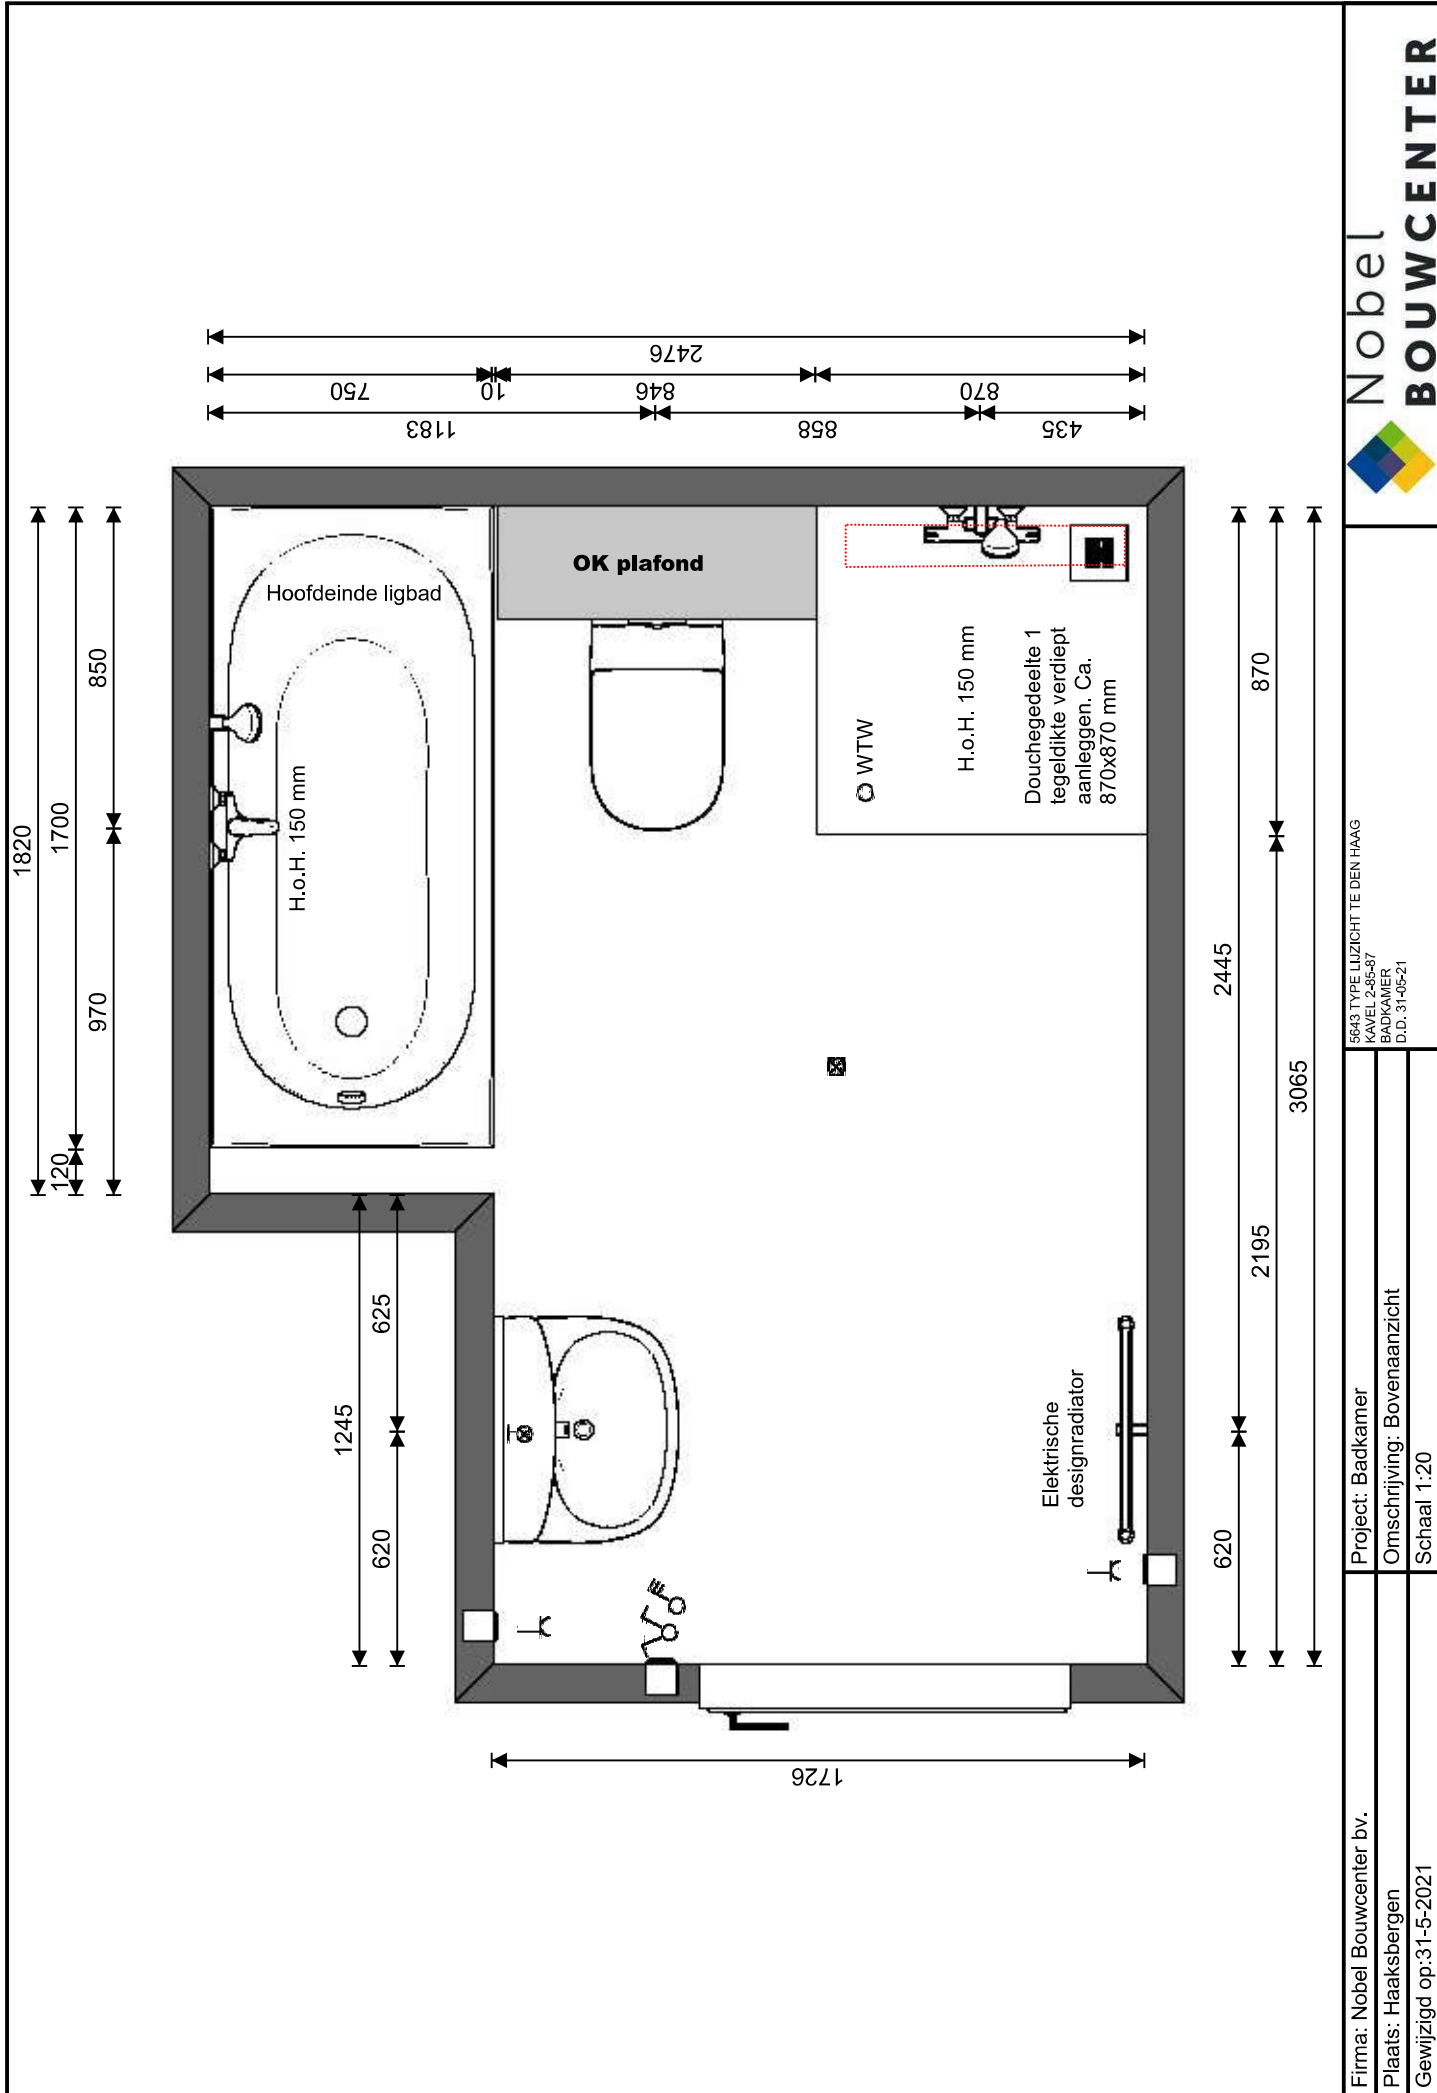 1820
1700
120
850
970
1245
625
620
2476
750
10
846
870
1183
858
435
Hoofdeinde ligbad
H.o.H. 150 mm
OK plafond
WTW
H.o.H. 150 mm
Douchegedeelte 1
tegeldikte verdiept
aanleggen. Ca.
870x870 mm
Elektrische
designradiator
2445
620
870
2195
3065
1726
Firma: Nobel Bouwcenter bv.
Plaats: Haaksbergen
Gewijzigd op:31-5-2021
Project: Badkamer
Omschrijving: Bovenaanzicht
Schaal 1:20
5643 TYPE LIJZICHT TE DEN HAAG
KAVEL 2-85-87
BADKAMER
D.D. 31-05-21
Nobel
BOUWCENTER